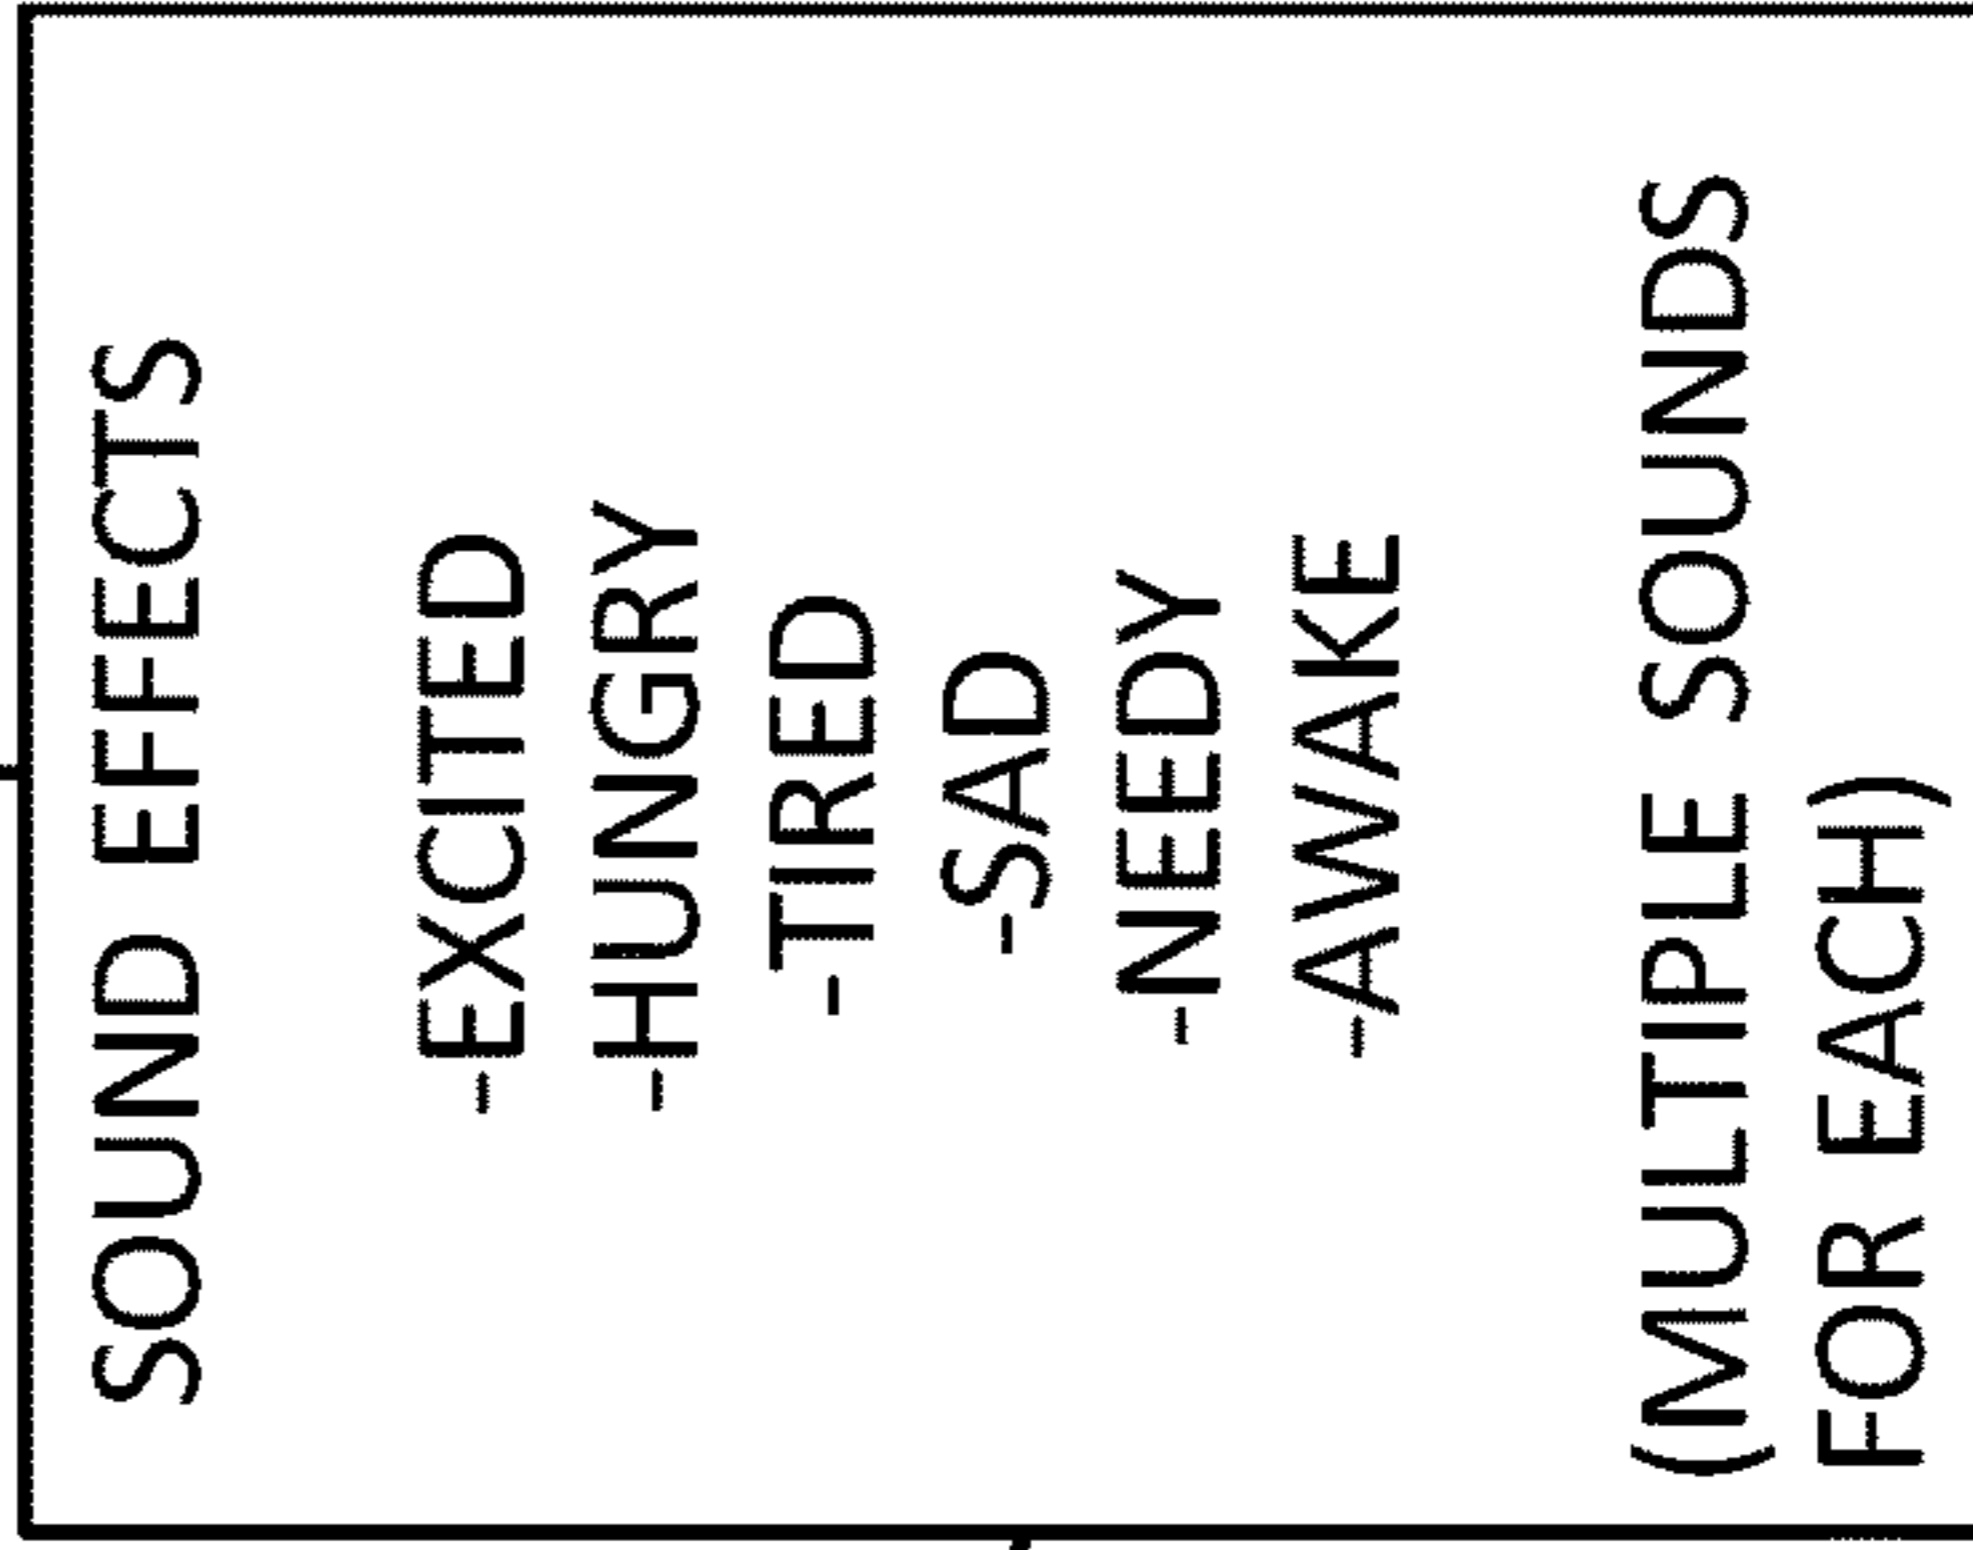 SOUND EFFECTS
-EXCITED
-HUNGRY
-TIRED
-SAD
-NEEDY
-AWAKE
(MULTIPLE SOUNDS
FOR EACH)